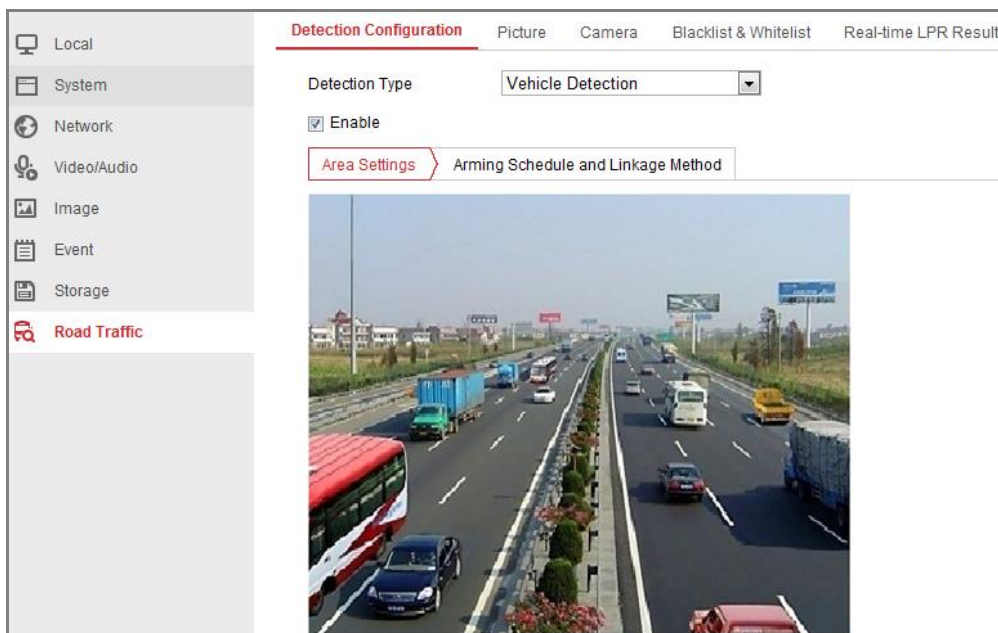 Local
System
Network
Video/Audio
Image
Event
Storage
Road Traffic
Detection Configuration Picture Camera Blacklist & Whitelist Real-time LPR Result
Detection Type Vehicle Detection
Enable
Area Settings Arming Schedule and Linkage Method